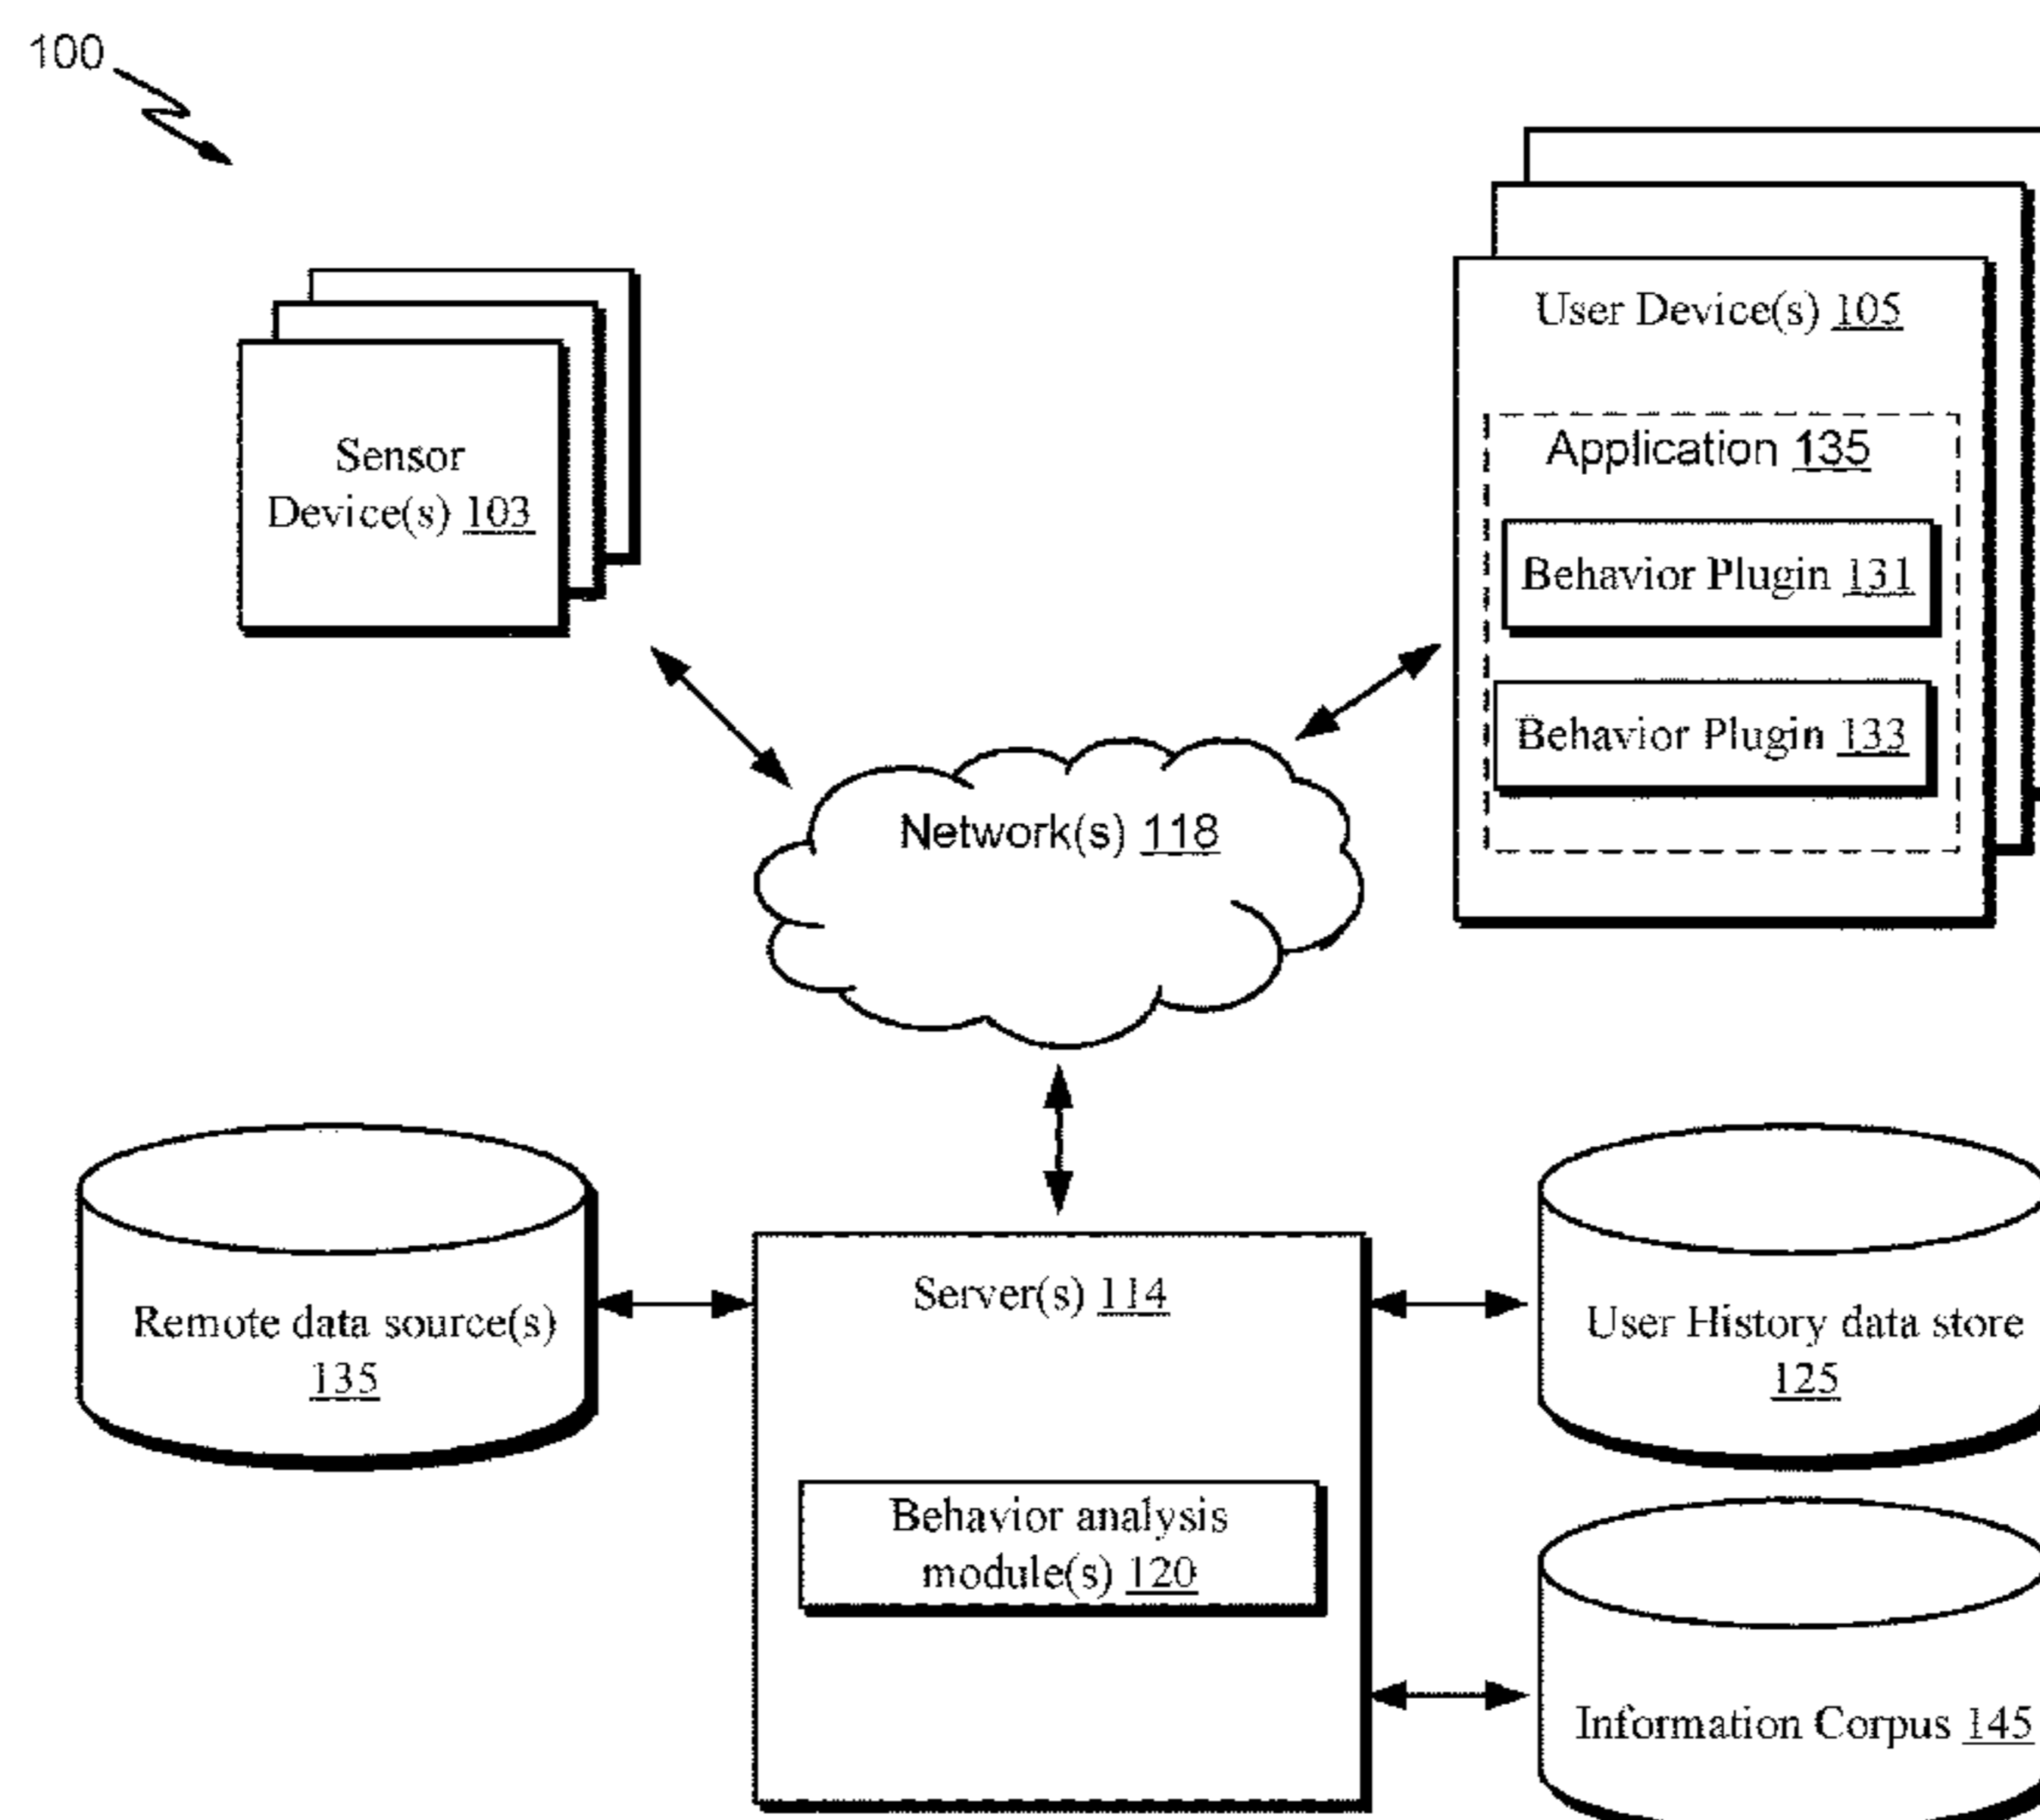 100
Sensor
Device(s) 103
User Device(s) 105
Application 135
Behavior Plugin 131
Behavior Plugin 133
Network(s) 118
Remote data source(s)
135
Server(s) 114
Behavior analysis
module(s) 120
User History data store
125
Information Corpus 145